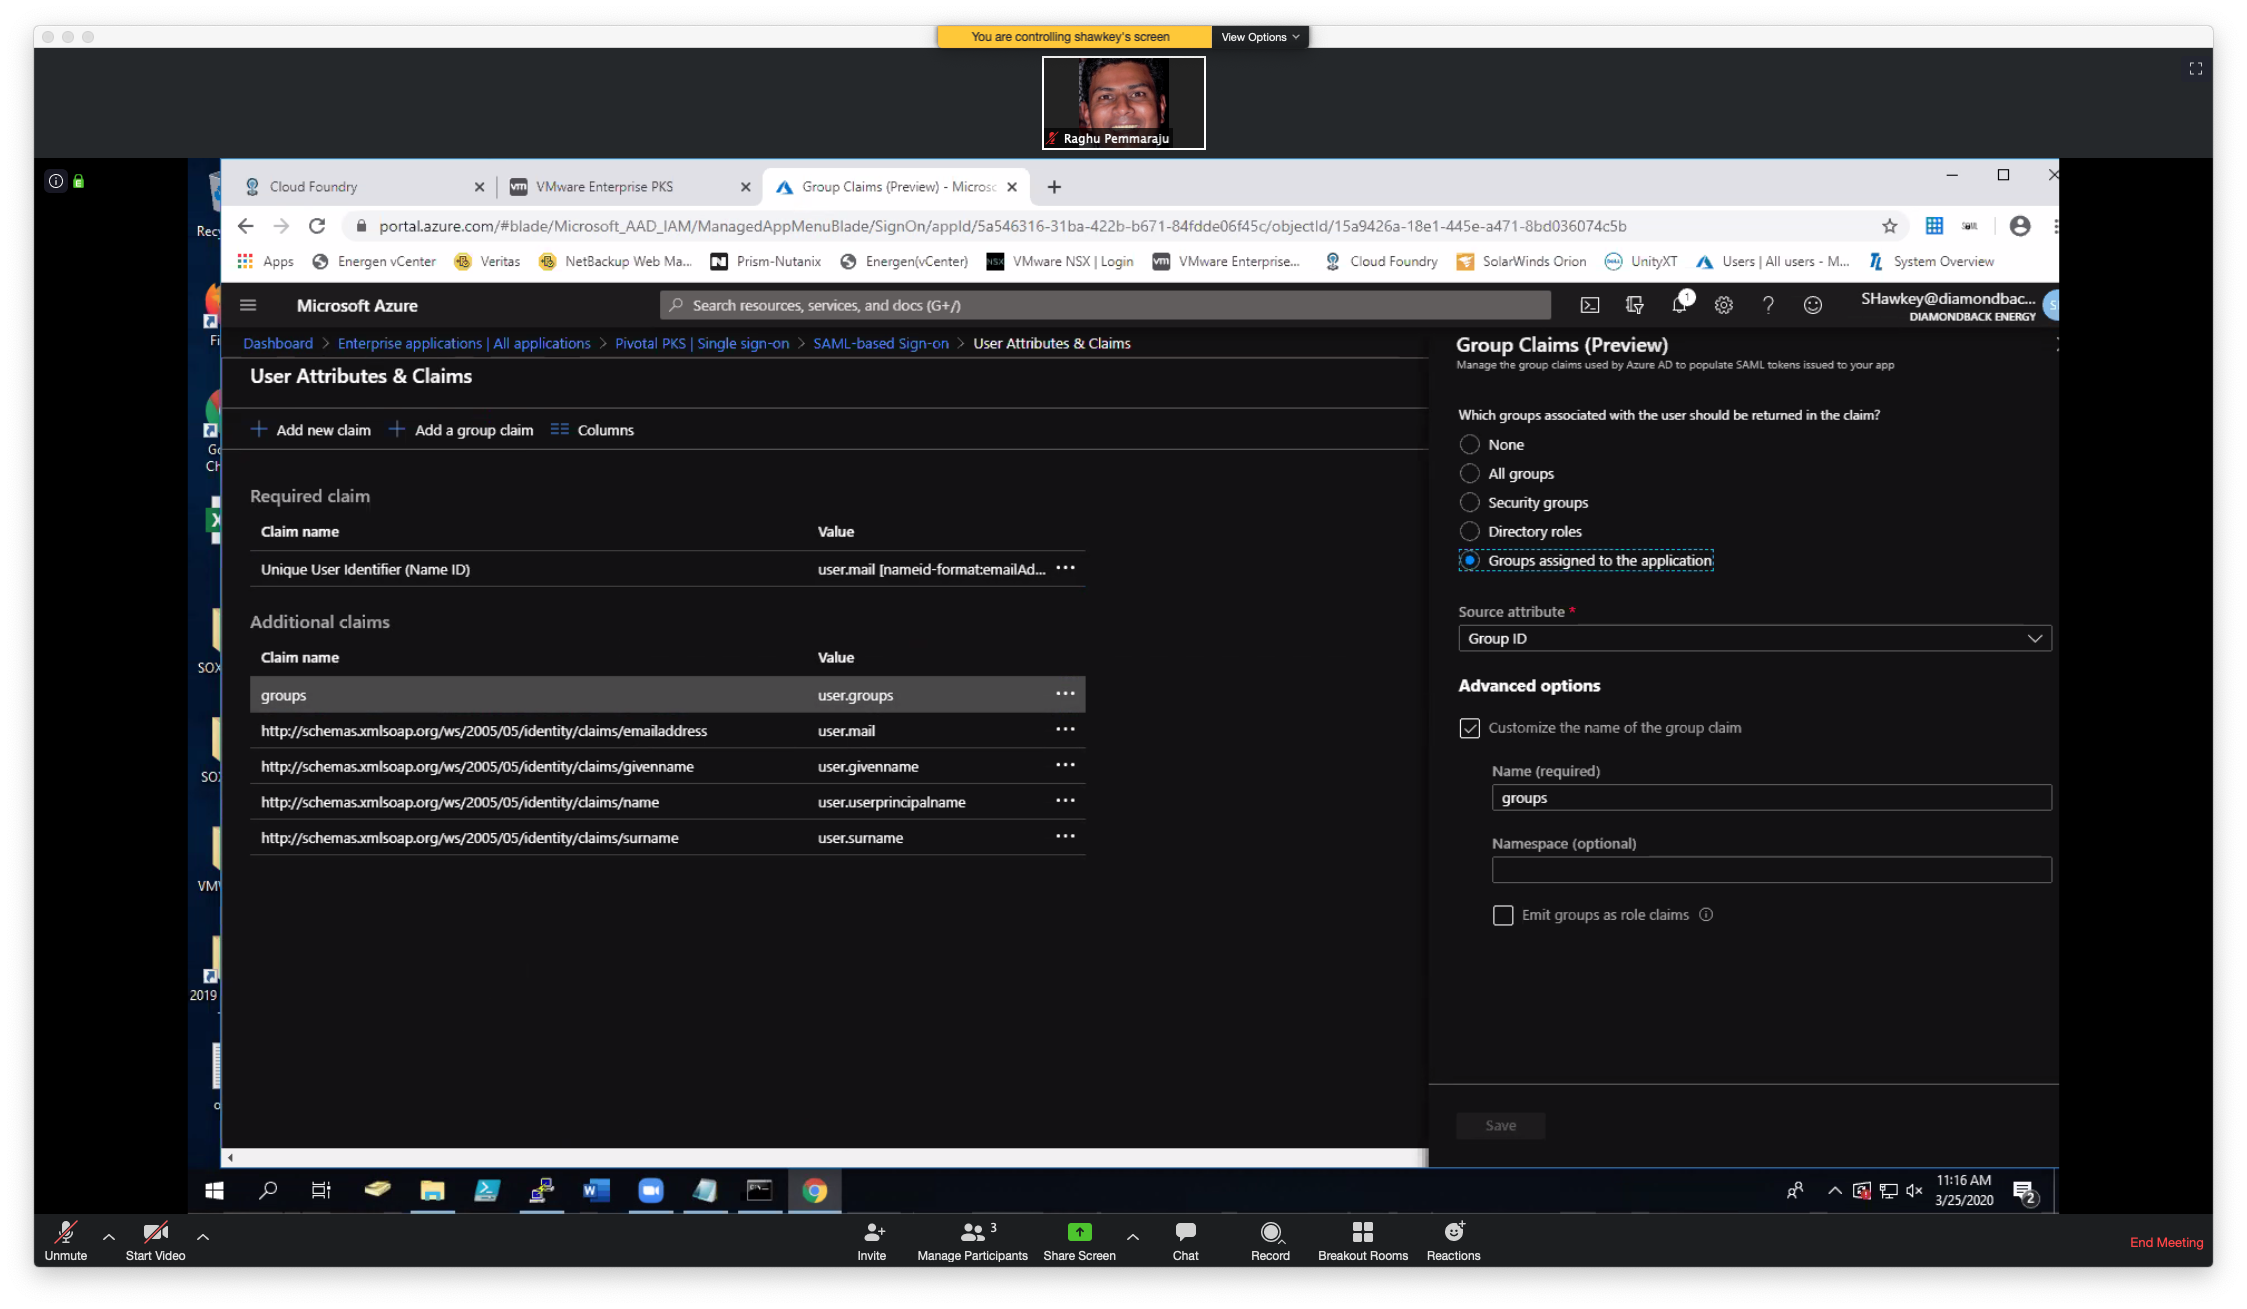 You are controlling shawkey's screen
View Options
Raghu Pemmaraju
Cloud Foundry
VMware Enterprise PKS
Group Claims (Preview) - Microsc
portal.azure.com/#blade/Microsoft_AAD_IAM/ManagedAppMenuBlade/SignOn/appId/5a546316-31ba-422b-b671-84fdde06f45c/objectId/15a9426a-18e1-445e-a471-8bd036074c5b
Apps
Energen vCenter
Veritas
NetBackup Web Ma...
Prism-Nutanix
Energen(vCenter)
VMware NSX | Login
VMware Enterprise...
Cloud Foundry
SolarWinds Orion
UnityXT
Users | All users - M...
System Overview
Microsoft Azure
Search resources, services, and docs (G+/)
1
SHawkey@diamondbac...
DIAMONDBACK ENERGY
Dashboard > Enterprise applications | All applications > Pivotal PKS | Single sign-on > SAML-based Sign-on > User Attributes & Claims
User Attributes & Claims
Add new claim
Add a group claim
Columns
Required claim
Claim name Value
Unique User Identifier (Name ID) user.mail [nameid-format:emailAd...
Additional claims
Claim name Value
groups user.groups
http://schemas.xmlsoap.org/ws/2005/05/identity/claims/emailaddress user.mail
http://schemas.xmlsoap.org/ws/2005/05/identity/claims/givenname user.givenname
http://schemas.xmlsoap.org/ws/2005/05/identity/claims/name user.userprincipalname
http://schemas.xmlsoap.org/ws/2005/05/identity/claims/surname user.surname
Group Claims (Preview)
Manage the group claims used by Azure AD to populate SAML tokens issued to your app
Which groups associated with the user should be returned in the claim?
None
All groups
Security groups
Directory roles
Groups assigned to the application
Source attribute *
Group ID
Advanced options
Customize the name of the group claim
Name (required)
groups
Namespace (optional)
Emit groups as role claims
Save
Recy
Fi
Go
Ch
SOX
SO
VMW
2019
11:16 AM
3/25/2020
2
Unmute
Start Video
Invite
3
Manage Participants
Share Screen
Chat
Record
Breakout Rooms
Reactions
End Meeting